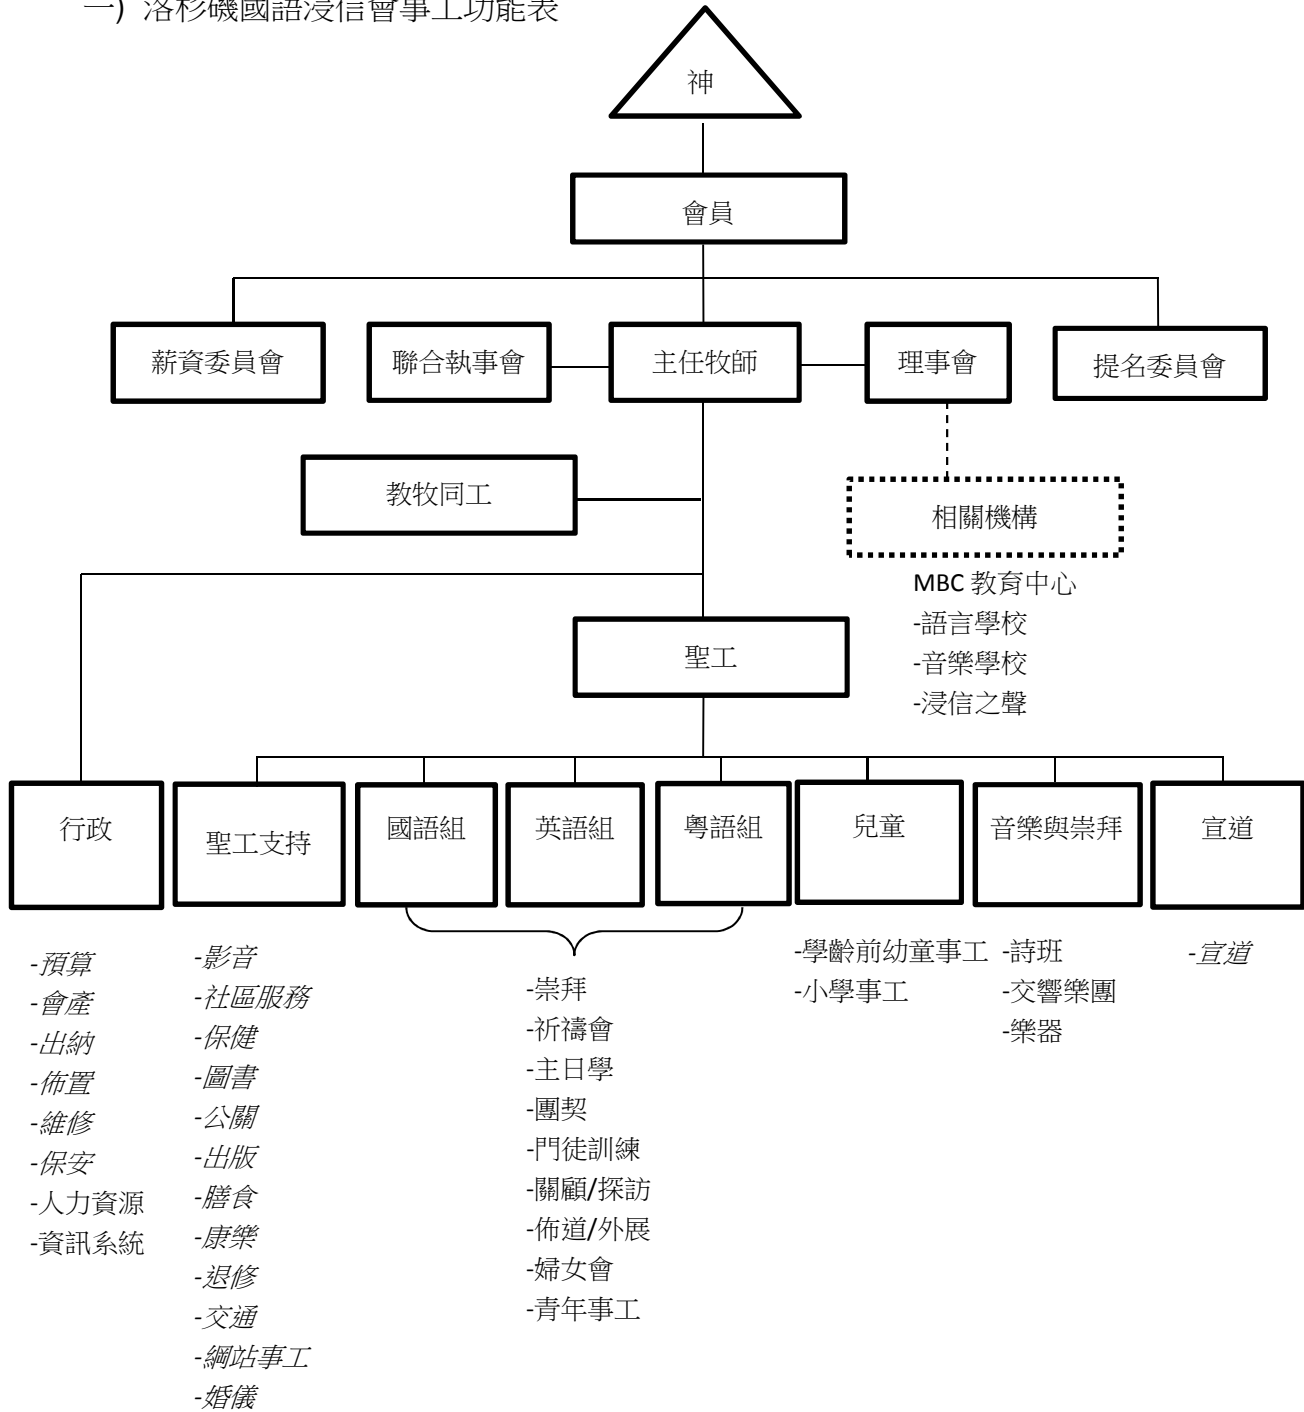 一) 洛杉磯國語浸信會事工功能表
神
會員
薪資委員會
聯合執事會
主任牧師
理事會
提名委員會
教牧同工
相關機構
MBC 教育中心
-語言學校
-音樂學校
-浸信之聲
聖工
行政
聖工支持
國語組
英語組
粵語組
兒童
音樂與崇拜
宣道
-預算
-會產
-出納
-佈置
-維修
-保安
-人力資源
-資訊系統
-影音
-社區服務
-保健
-圖書
-公關
-出版
-膳食
-康樂
-退修
-交通
-網站事工
-婚儀
-崇拜
-祈禱會
-主日學
-團契
-門徒訓練
-關顧/探訪
-佈道/外展
-婦女會
-青年事工
-學齡前幼童事工
-小學事工
-詩班
-交響樂團
-樂器
-宣道